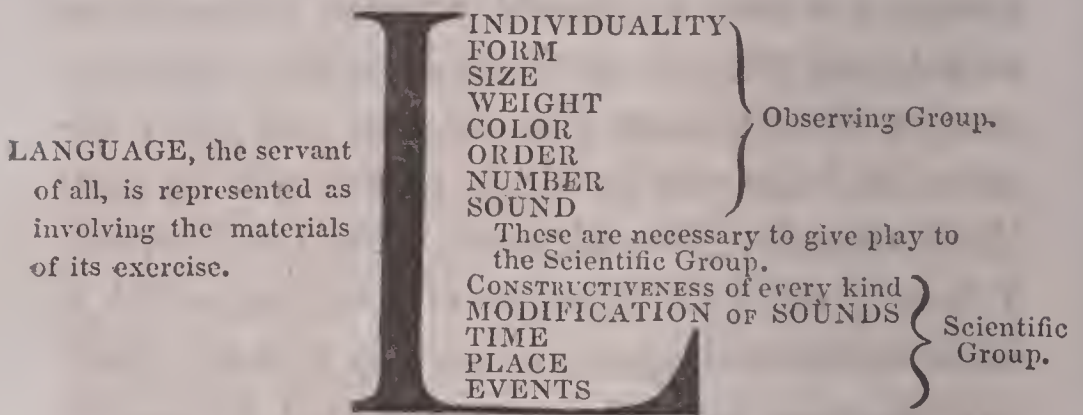 LANGUAGE, the servant
of all, is represented as
involving the materials
of its exercise.
L
INDIVIDUALITY
FORM
SIZE
WEIGHT
COLOR
ORDER
NUMBER
SOUND
Observing Group.
These are necessary to give play to
the Scientific Group.
CONSTRUCTIVENESS of every kind
MODIFICATION OF SOUNDS
TIME
PLACE
EVENTS
Scientific
Group.